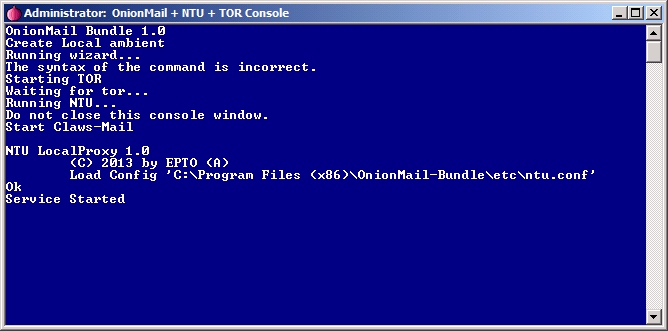 Administrator: OnionMail + NTU + TOR Console
OnionMail Bundle 1.0
Create Local ambient
Running wizard...
The syntax of the command is incorrect.
Starting TOR
Waiting for tor...
Running NTU...
Do not close this console window.
Start Claws-Mail
NTU LocalProxy 1.0
(C) 2013 by EPTO (A)
Load Config 'C:\Program Files (x86)\OnionMail-Bundle\etc\ntu.conf'
Ok
Service Started